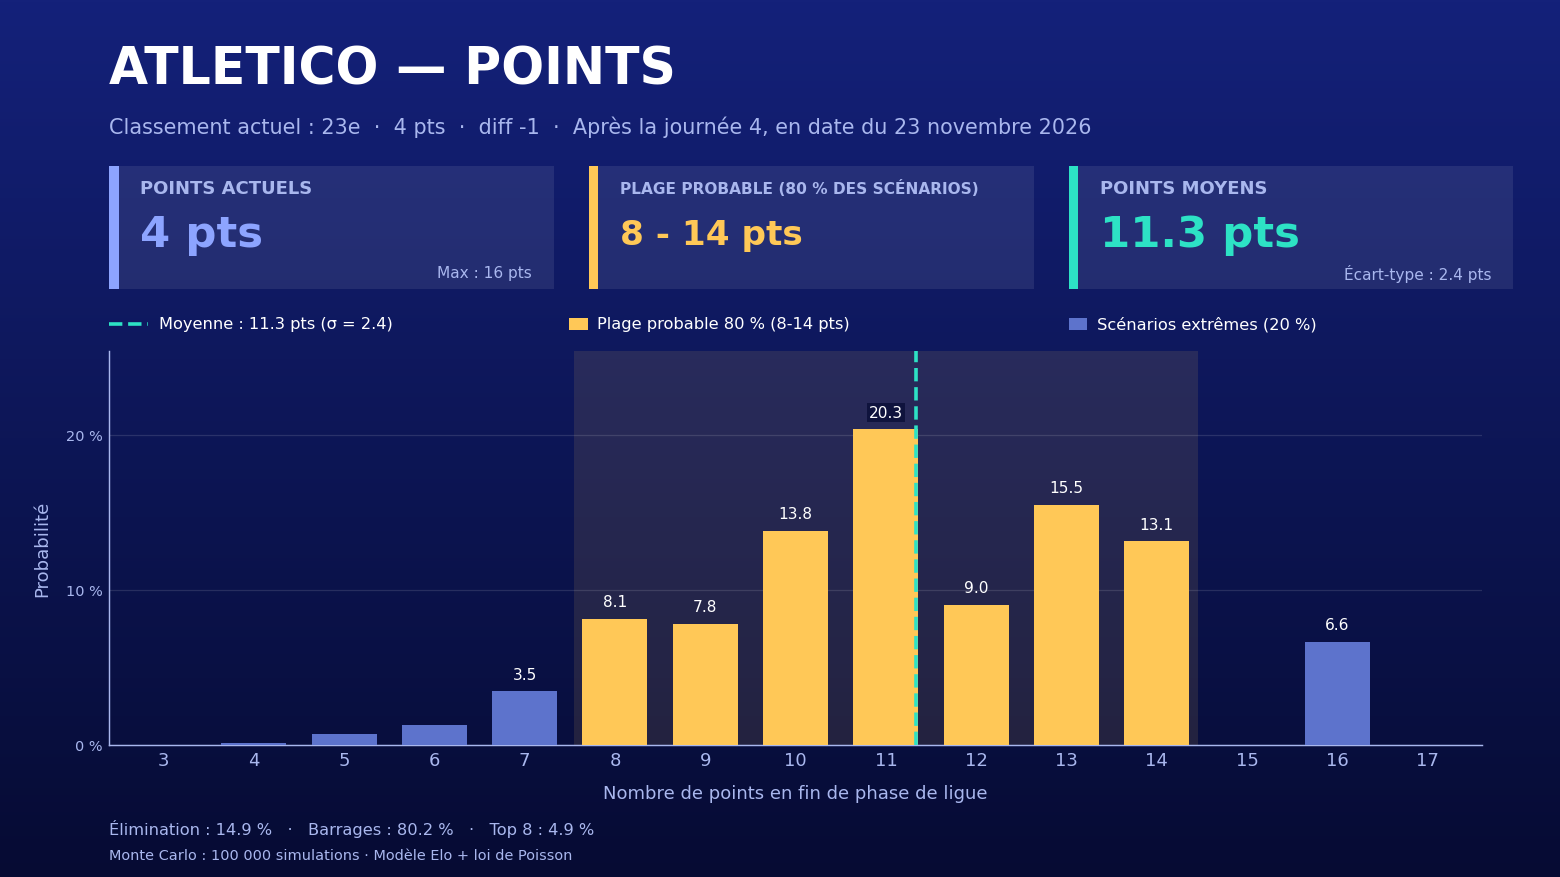 ATLETICO — POINTS
Classement actuel : 23e · 4 pts · diff -1 · Après la journée 4, en date du 23 novembre 2026
POINTS ACTUELS
4 pts
Max : 16 pts
PLAGE PROBABLE (80 % DES SCÉNARIOS)
8 - 14 pts
POINTS MOYENS
11.3 pts
Écart-type : 2.4 pts
Moyenne : 11.3 pts (σ = 2.4)
Plage probable 80 % (8-14 pts)
Scénarios extrêmes (20 %)
Probabilité
20 %
10 %
0 %
3.5
8.1
7.8
13.8
20.3
9.0
15.5
13.1
6.6
3 4 5 6 7 8 9 10 11 12 13 14 15 16 17
Nombre de points en fin de phase de ligue
Élimination : 14.9 % · Barrages : 80.2 % · Top 8 : 4.9 %
Monte Carlo : 100 000 simulations · Modèle Elo + loi de Poisson